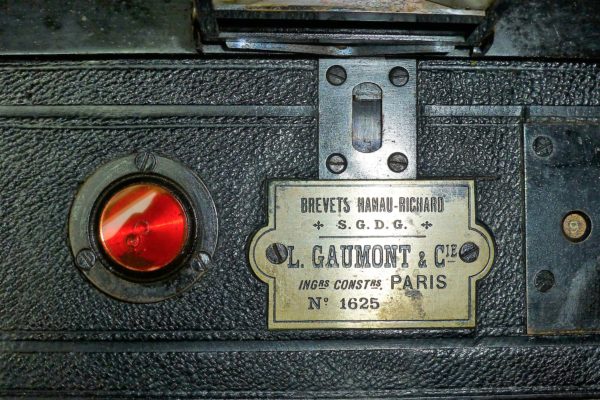 BREVETS HANAU-RICHARD
S.G.D.G.
L. GAUMONT & CIE
INGRS CONSTRS PARIS
No 1625